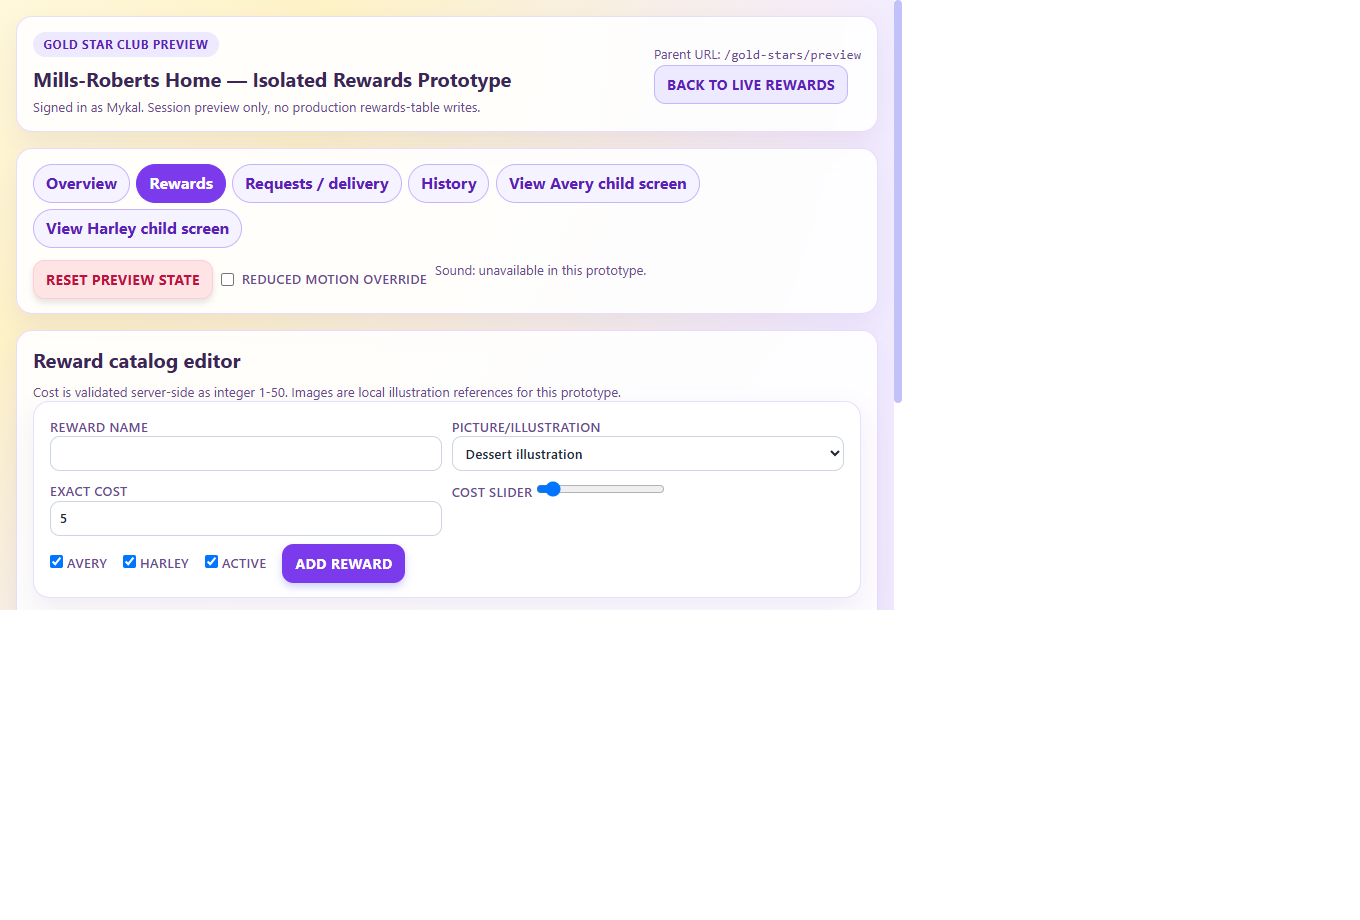 GOLD STAR CLUB PREVIEW
Mills-Roberts Home — Isolated Rewards Prototype
Signed in as Mykal. Session preview only, no production rewards-table writes.
Parent URL: /gold-stars/preview
BACK TO LIVE REWARDS
Overview Rewards Requests / delivery History View Avery child screen
View Harley child screen
RESET PREVIEW STATE REDUCED MOTION OVERRIDE Sound: unavailable in this prototype.
Reward catalog editor
Cost is validated server-side as integer 1-50. Images are local illustration references for this prototype.
REWARD NAME PICTURE/ILLUSTRATION
Dessert illustration
EXACT COST COST SLIDER
5
AVERY HARLEY ACTIVE ADD REWARD